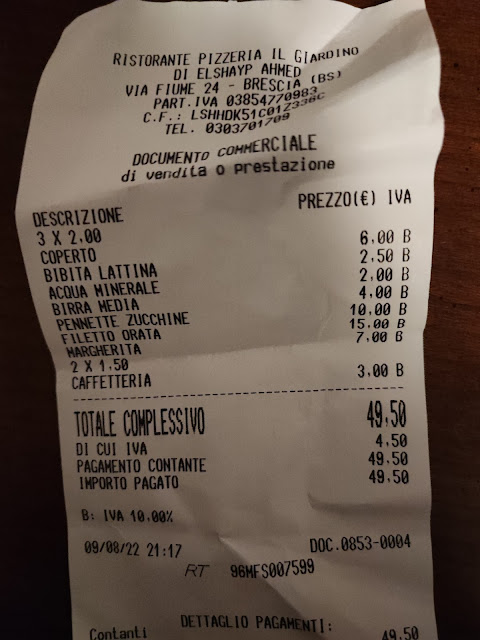 RISTORANTE PIZZERIA IL GIARDINO
DI ELSHAYP AHMED
VIA FIUME 24 - BRESCIA (BS)
PART.IVA 03854770983
C.F.: LSHHDK51C01Z336C
TEL. 0303701709
DOCUMENTO COMMERCIALE
di vendita o prestazione
DESCRIZIONE PREZZO(€) IVA
3 X 2,00
COPERTO 6,00 B
BIBITA LATTINA 2,50 B
ACQUA MINERALE 2,00 B
BIRRA MEDIA 4,00 B
PENNETTE ZUCCHINE 10,00 B
FILETTO ORATA 15,00 B
MARGHERITA 7,00 B
2 X 1,50
CAFFETTERIA 3,00 B
TOTALE COMPLESSIVO 49,50
DI CUI IVA 4,50
PAGAMENTO CONTANTE 49,50
IMPORTO PAGATO 49,50
B: IVA 10,00%
09/08/22 21:17 DOC.0853-0004
RT 96MFS007599
DETTAGLIO PAGAMENTI:
Contanti 49,50